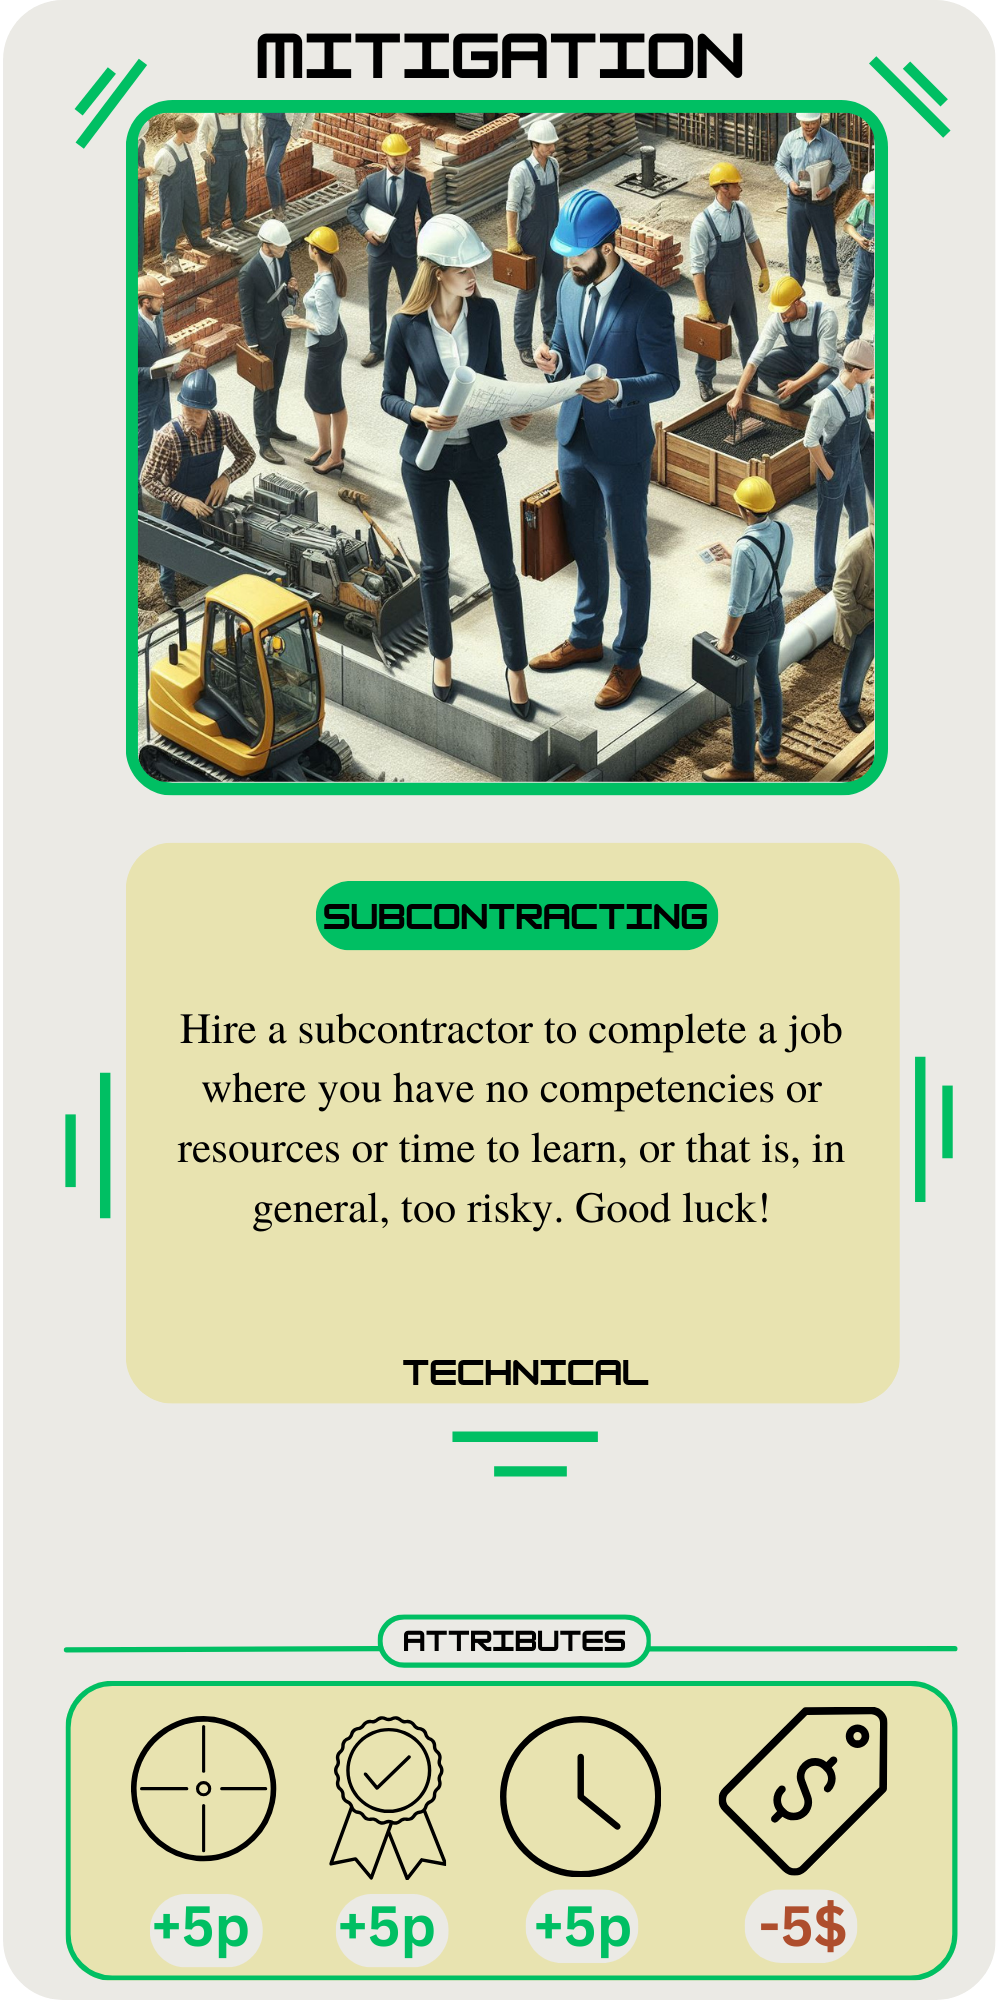 MITIGATION
SUBCONTRACTING
Hire a subcontractor to complete a job
where you have no competencies or
resources or time to learn, or that is, in
general, too risky. Good luck!
TECHNICAL
ATTRIBUTES
$
+5p +5p +5p -5$